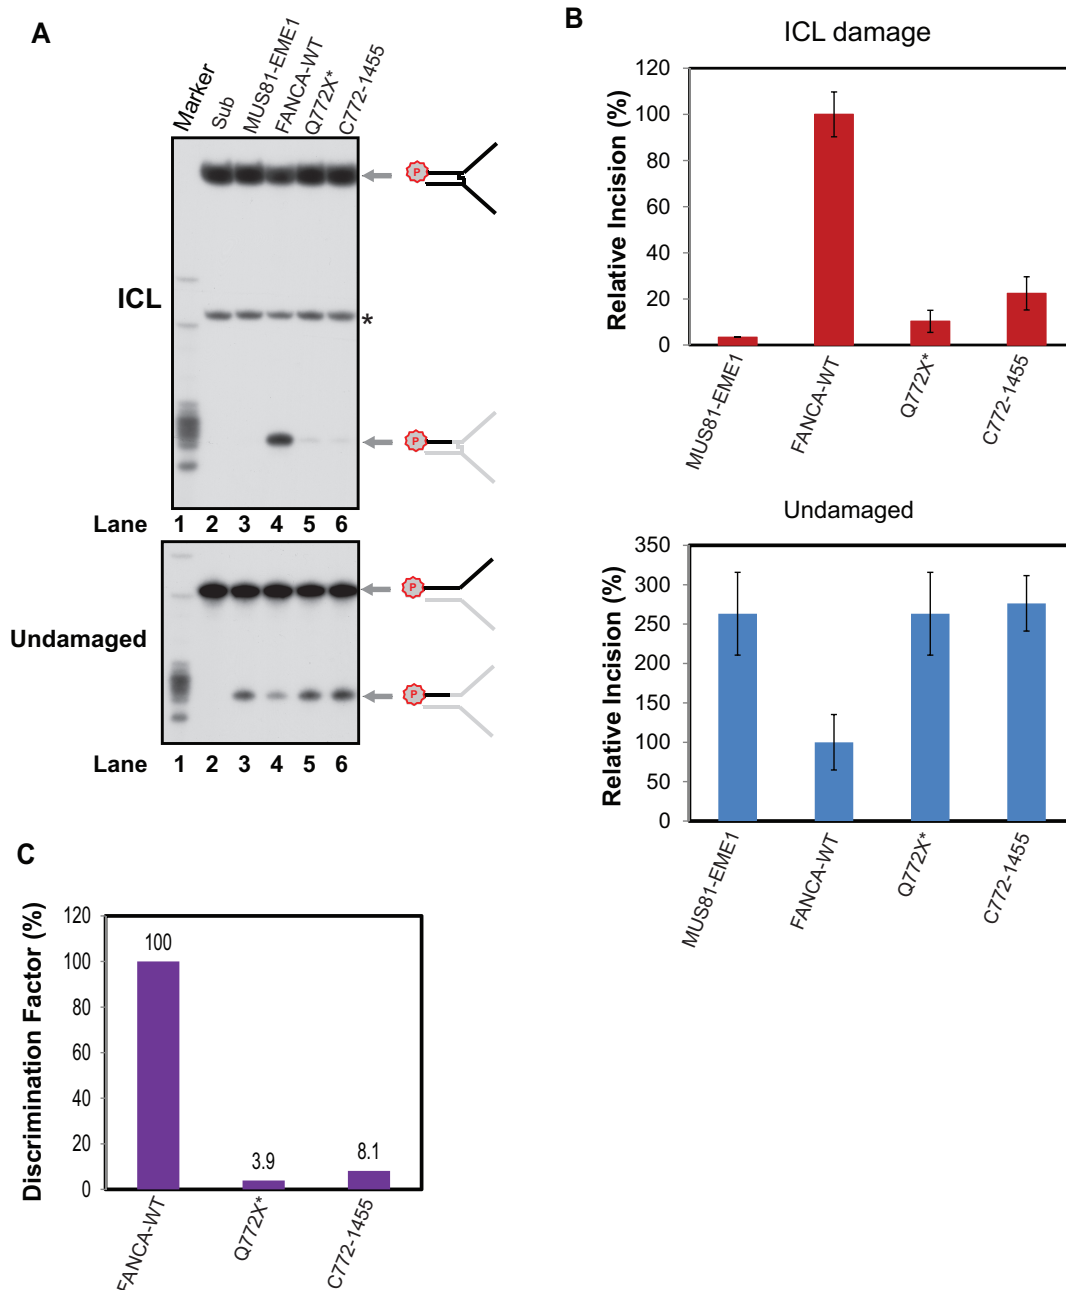 A
Marker
Sub
MUS81-EME1
FANCA-WT
Q772X*
C772-1455
P
ICL
*
P
Lane 1 2 3 4 5 6
P
Undamaged
P
Lane 1 2 3 4 5 6
B
ICL damage
Relative Incision (%)
120
100
80
60
40
20
0
MUS81-EME1
FANCA-WT
Q772X*
C772-1455
Undamaged
Relative Incision (%)
350
300
250
200
150
100
50
0
MUS81-EME1
FANCA-WT
Q772X*
C772-1455
C
Discrimination Factor (%)
120
100
80
60
40
20
0
100
3.9
8.1
FANCA-WT
Q772X*
C772-1455